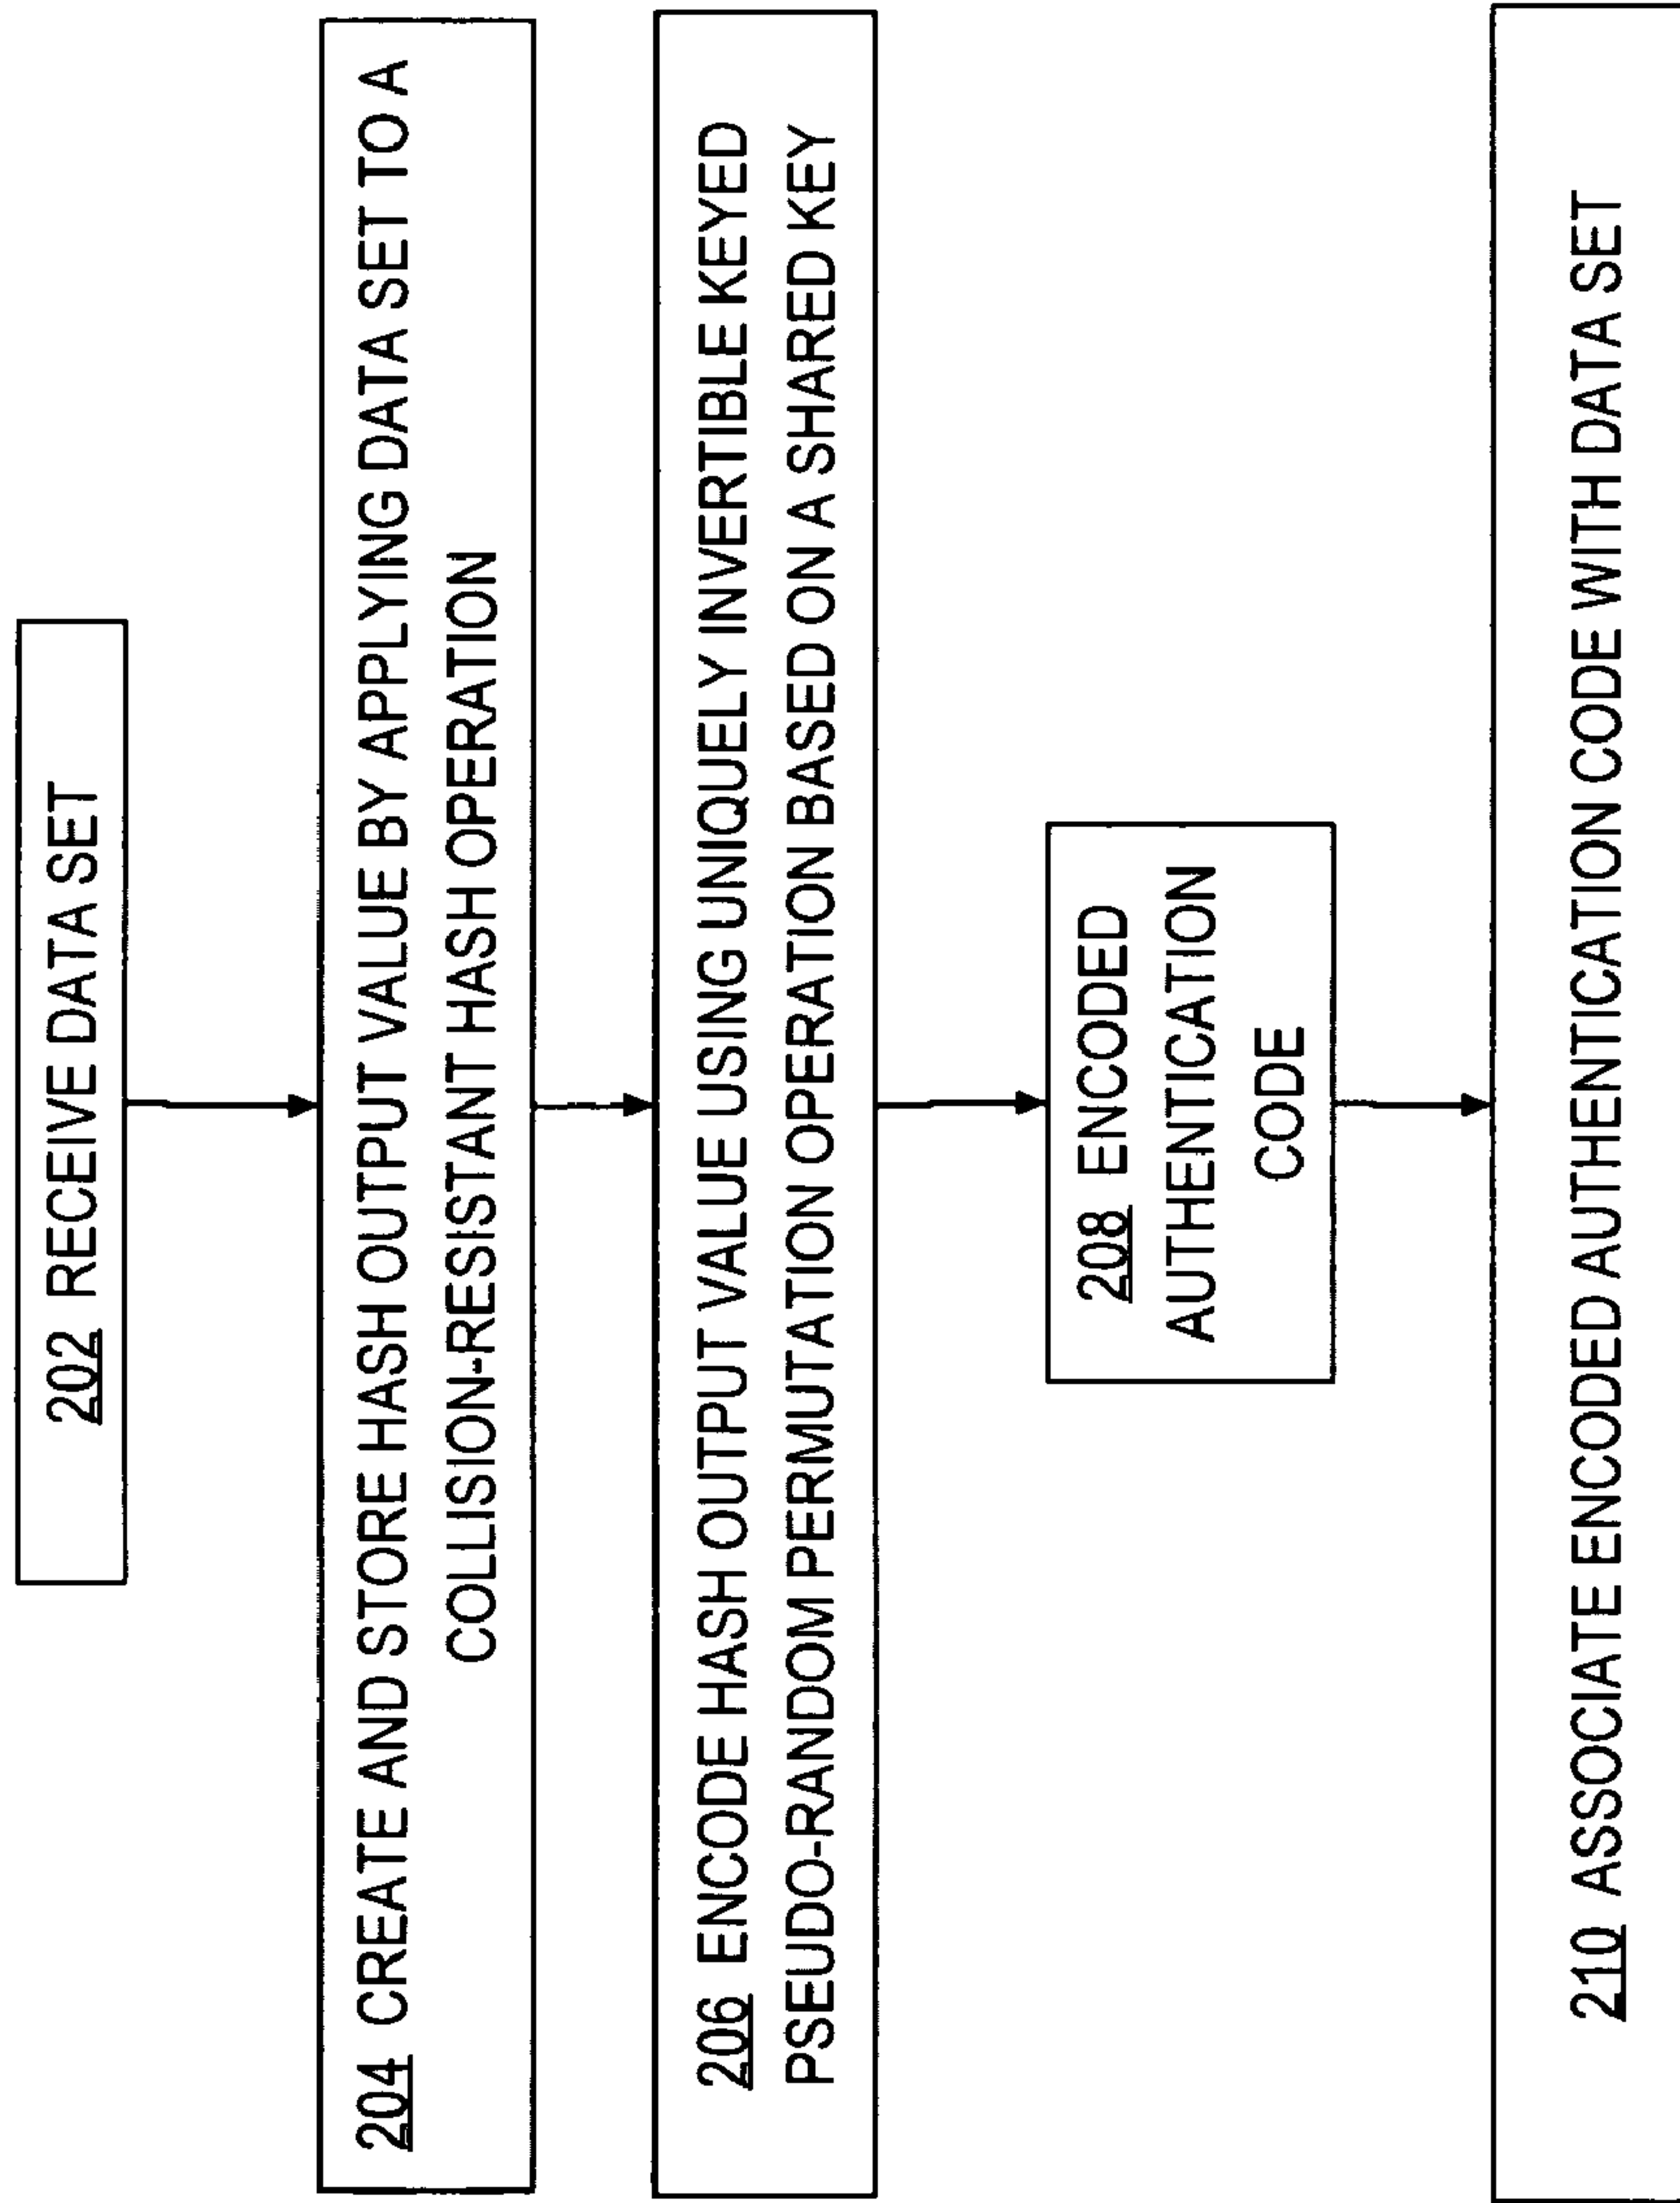 202 RECEIVE DATA SET
204 CREATE AND STORE HASH OUTPUT VALUE BY APPLYING DATA SET TO A
COLLISION-RESISTANT HASH OPERATION
206 ENCODE HASH OUTPUT VALUE USING UNIQUELY INVERTIBLE KEYED
PSEUDO-RANDOM PERMUTATION OPERATION BASED ON A SHARED KEY
208 ENCODED
AUTHENTICATION
CODE
210 ASSOCIATE ENCODED AUTHENTICATION CODE WITH DATA SET